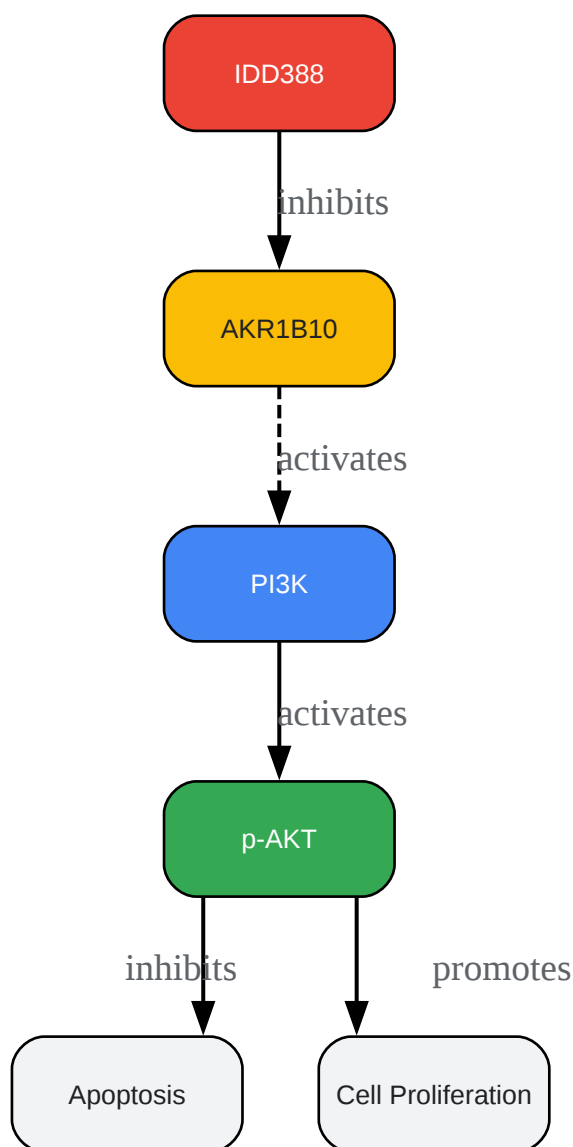 IDD388
inhibits
AKR1B10
activates
PI3K
activates
p-AKT
inhibits
promotes
Apoptosis
Cell Proliferation